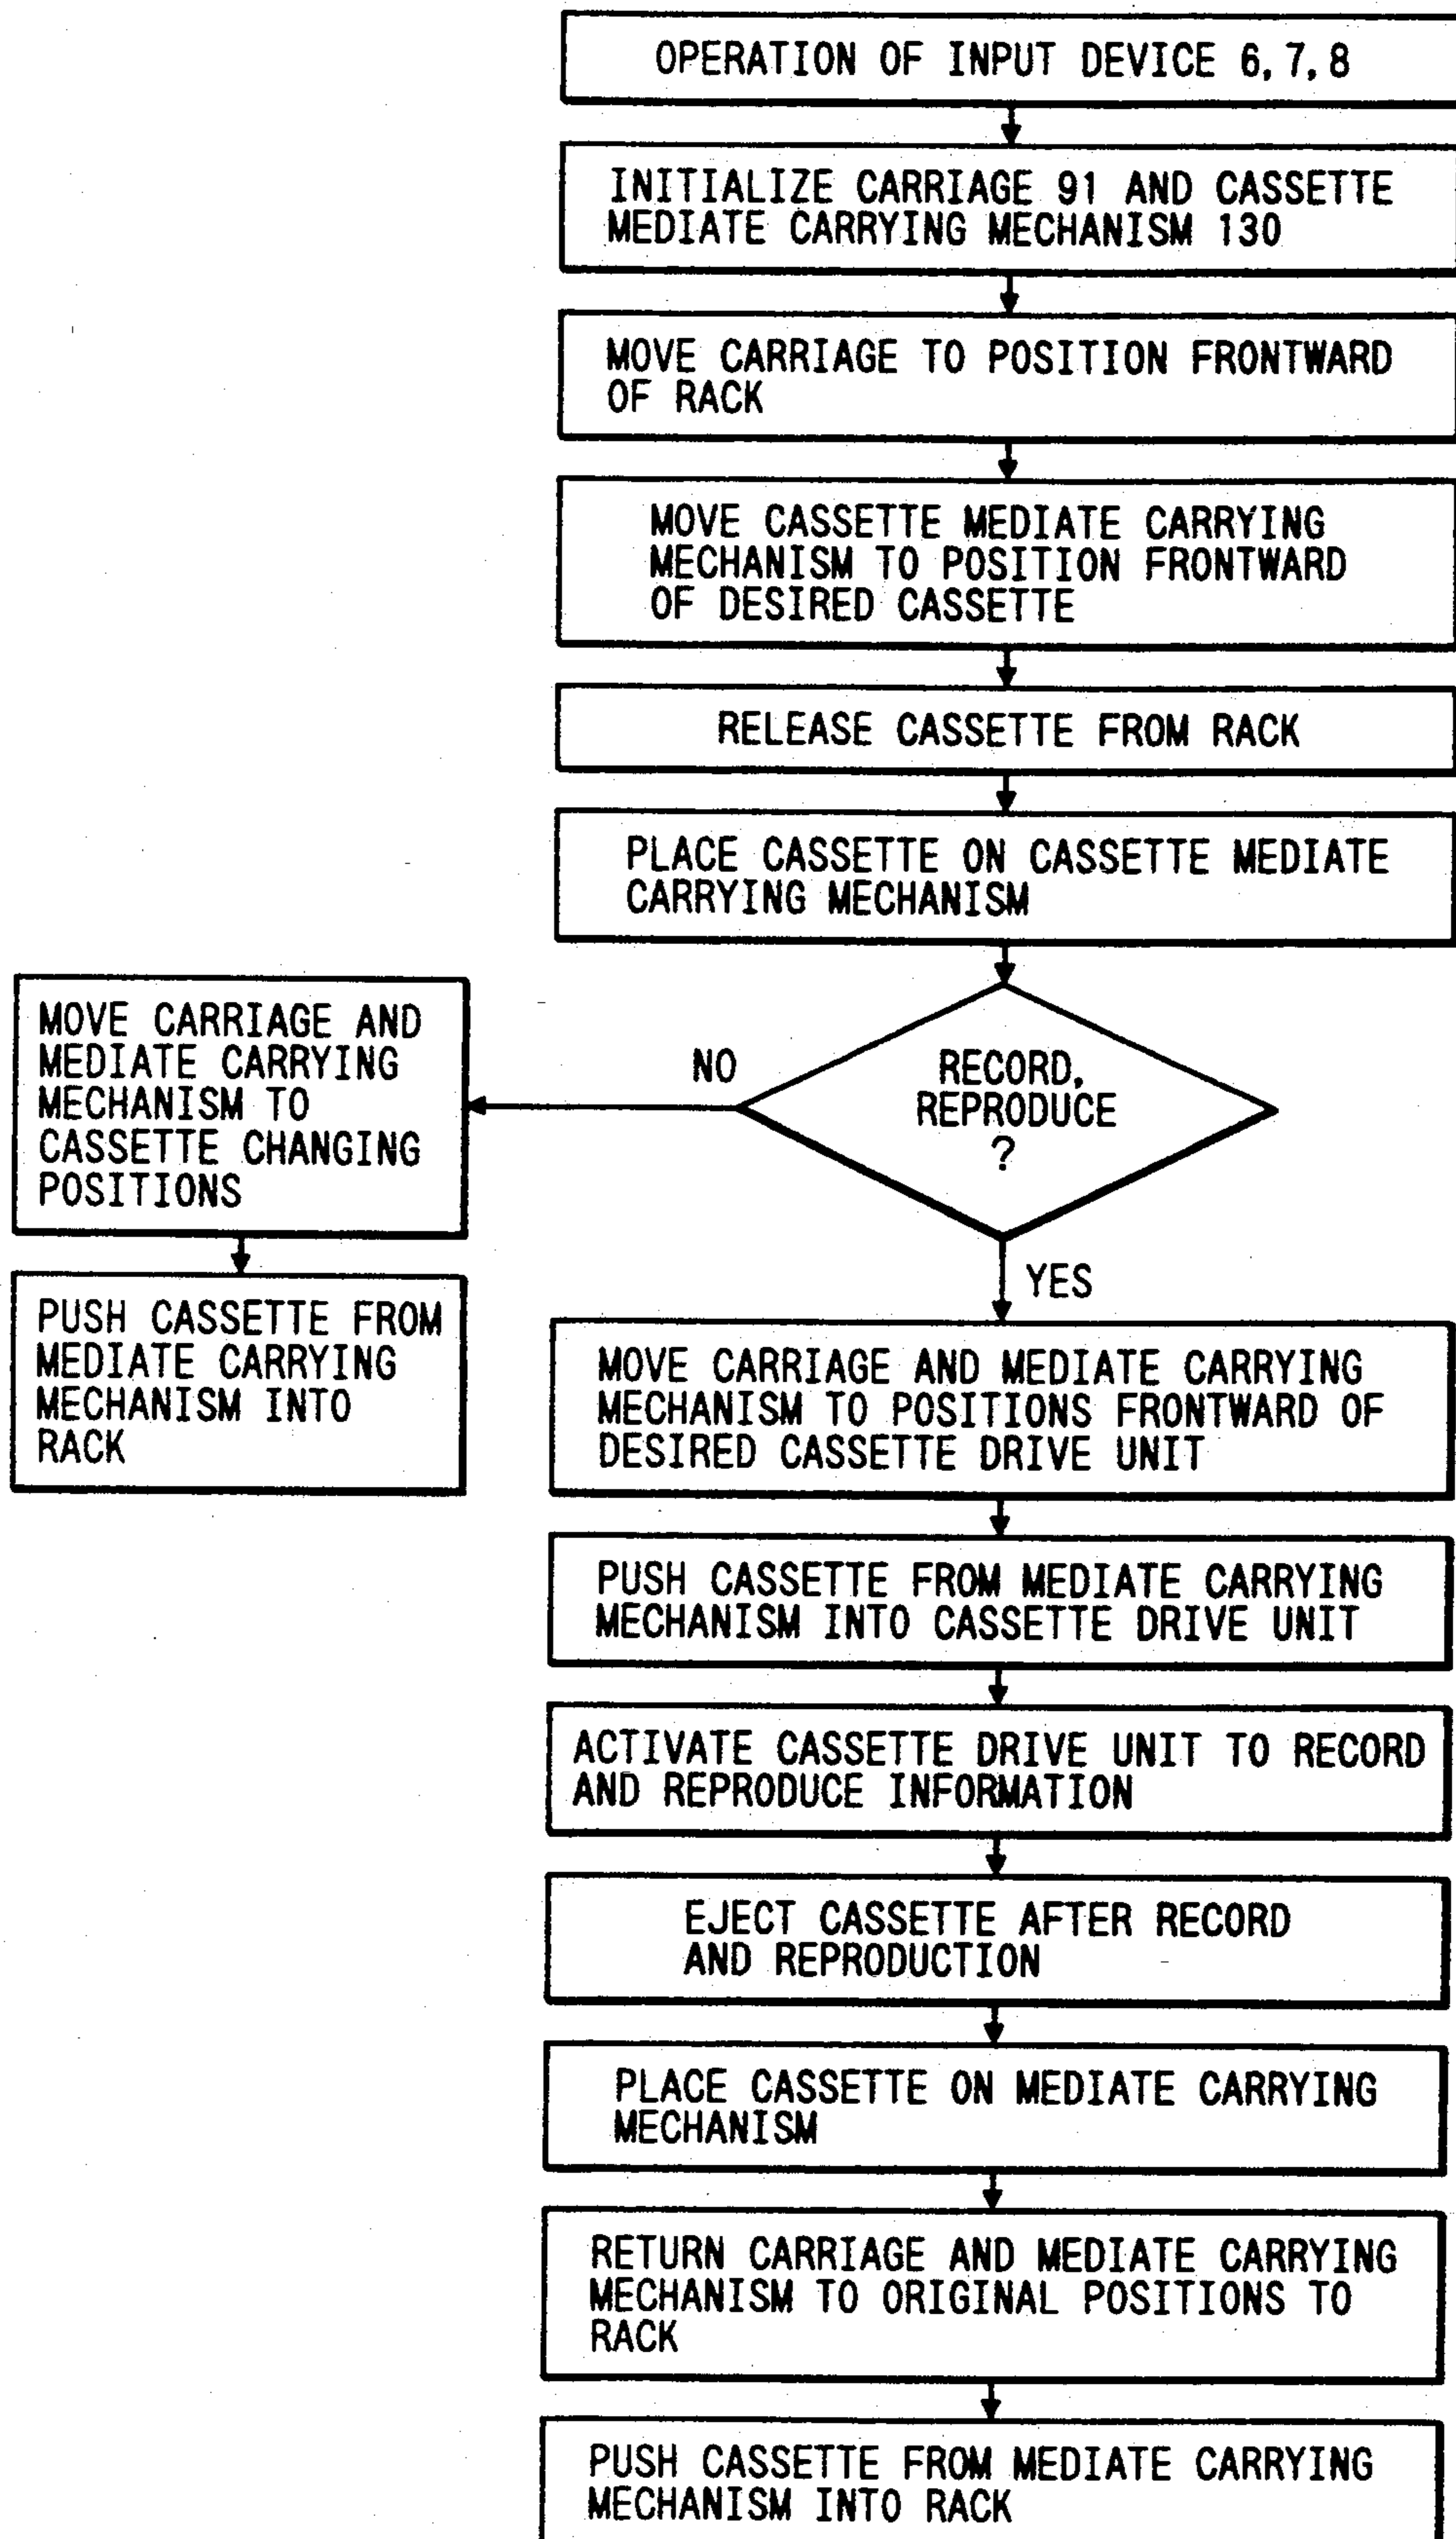 OPERATION OF INPUT DEVICE 6, 7, 8
INITIALIZE CARRIAGE 91 AND CASSETTE
MEDIATE CARRYING MECHANISM 130
MOVE CARRIAGE TO POSITION FRONTWARD
OF RACK
MOVE CASSETTE MEDIATE CARRYING
MECHANISM TO POSITION FRONTWARD
OF DESIRED CASSETTE
RELEASE CASSETTE FROM RACK
PLACE CASSETTE ON CASSETTE MEDIATE
CARRYING MECHANISM
RECORD,
REPRODUCE
?
NO
MOVE CARRIAGE AND
MEDIATE CARRYING
MECHANISM TO
CASSETTE CHANGING
POSITIONS
PUSH CASSETTE FROM
MEDIATE CARRYING
MECHANISM INTO
RACK
YES
MOVE CARRIAGE AND MEDIATE CARRYING
MECHANISM TO POSITIONS FRONTWARD OF
DESIRED CASSETTE DRIVE UNIT
PUSH CASSETTE FROM MEDIATE CARRYING
MECHANISM INTO CASSETTE DRIVE UNIT
ACTIVATE CASSETTE DRIVE UNIT TO RECORD
AND REPRODUCE INFORMATION
EJECT CASSETTE AFTER RECORD
AND REPRODUCTION
PLACE CASSETTE ON MEDIATE CARRYING
MECHANISM
RETURN CARRIAGE AND MEDIATE CARRYING
MECHANISM TO ORIGINAL POSITIONS TO
RACK
PUSH CASSETTE FROM MEDIATE CARRYING
MECHANISM INTO RACK